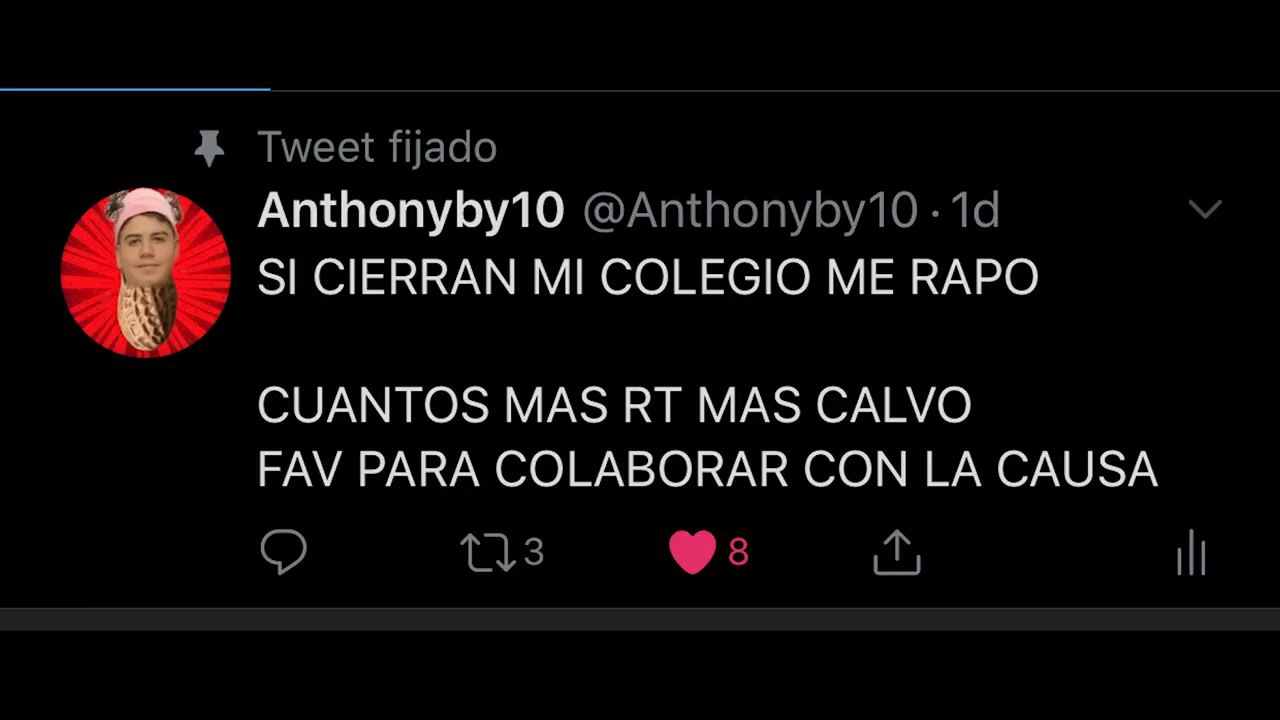 Tweet fijado
Anthonyby10 @Anthonyby10 · 1d
SI CIERRAN MI COLEGIO ME RAPO
CUANTOS MAS RT MAS CALVO
FAV PARA COLABORAR CON LA CAUSA
3 8